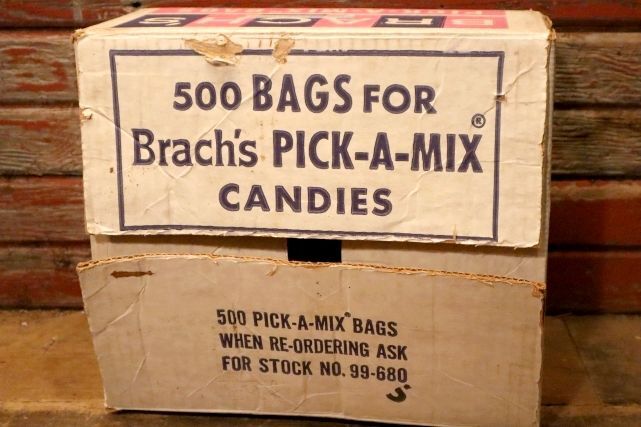 BRACH'S
500 BAGS FOR
Brach's PICK-A-MIX®
CANDIES
500 PICK-A-MIX® BAGS
WHEN RE-ORDERING ASK
FOR STOCK NO. 99-680